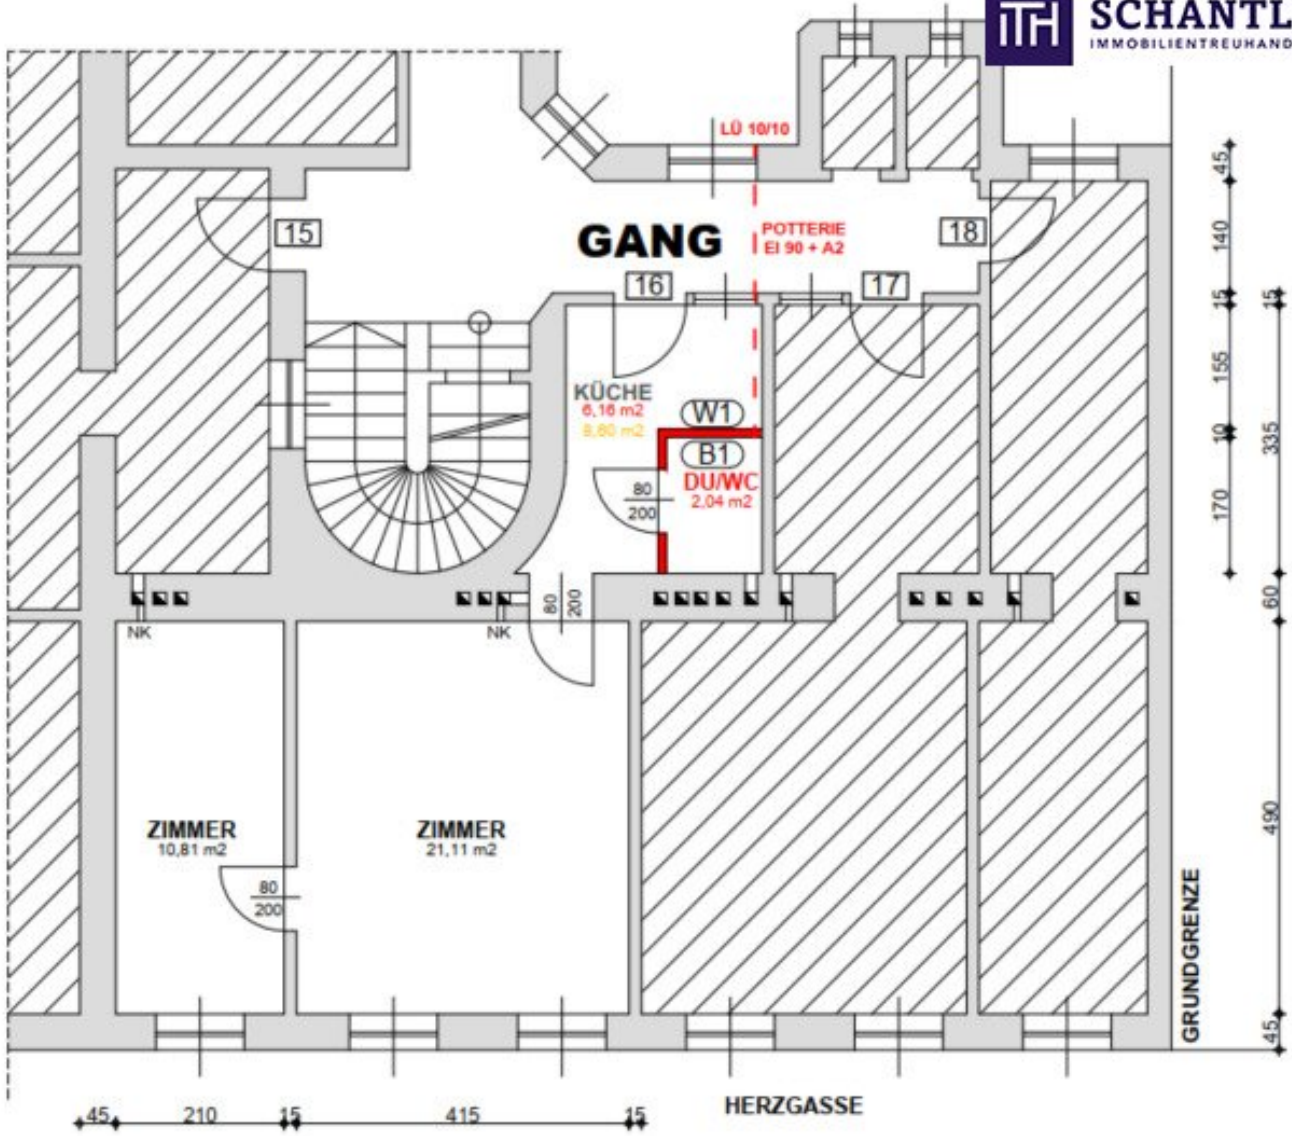 ITH
SCHANTL
IMMOBILIENTREUHAND
LÜ 10/10
GANG
POTTERIE
EI 90 + A2
15
18
16
17
KÜCHE
6,16 m2
8,60 m2
W1
B1
DU/WC
2,04 m2
80
200
80
200
NK
NK
ZIMMER
10,81 m2
ZIMMER
21,11 m2
80
200
45
140
15
15
155
10
335
170
60
490
45
GRUNDGRENZE
HERZGASSE
45
210
15
415
15